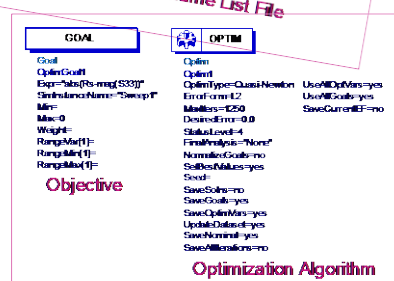 List File
GOAL
Goal
OptimGoal1
Expr="abs(Rs-mag(S33))"
SimInstanceName="Sweep1"
Min=
Max=0
Weight=
RangeVar[1]=
RangeMin[1]=
RangeMax[1]=
Objective
OPTIM
Optim
Optim1
OptimType=Quasi-Newton
ErrorForm=L2
MaxIters=1250
DesiredError=0.0
StatusLevel=4
FinalAnalysis="None"
NormalizeGoals=no
SetBestValues=yes
Seed=
SaveSolns=no
SaveGoals=yes
SaveOptimVars=yes
UpdateDataset=yes
SaveNominal=yes
SaveAllIterations=no
UseAllOptVars=yes
UseAllGoals=yes
SaveCurrentEF=no
Optimization Algorithm